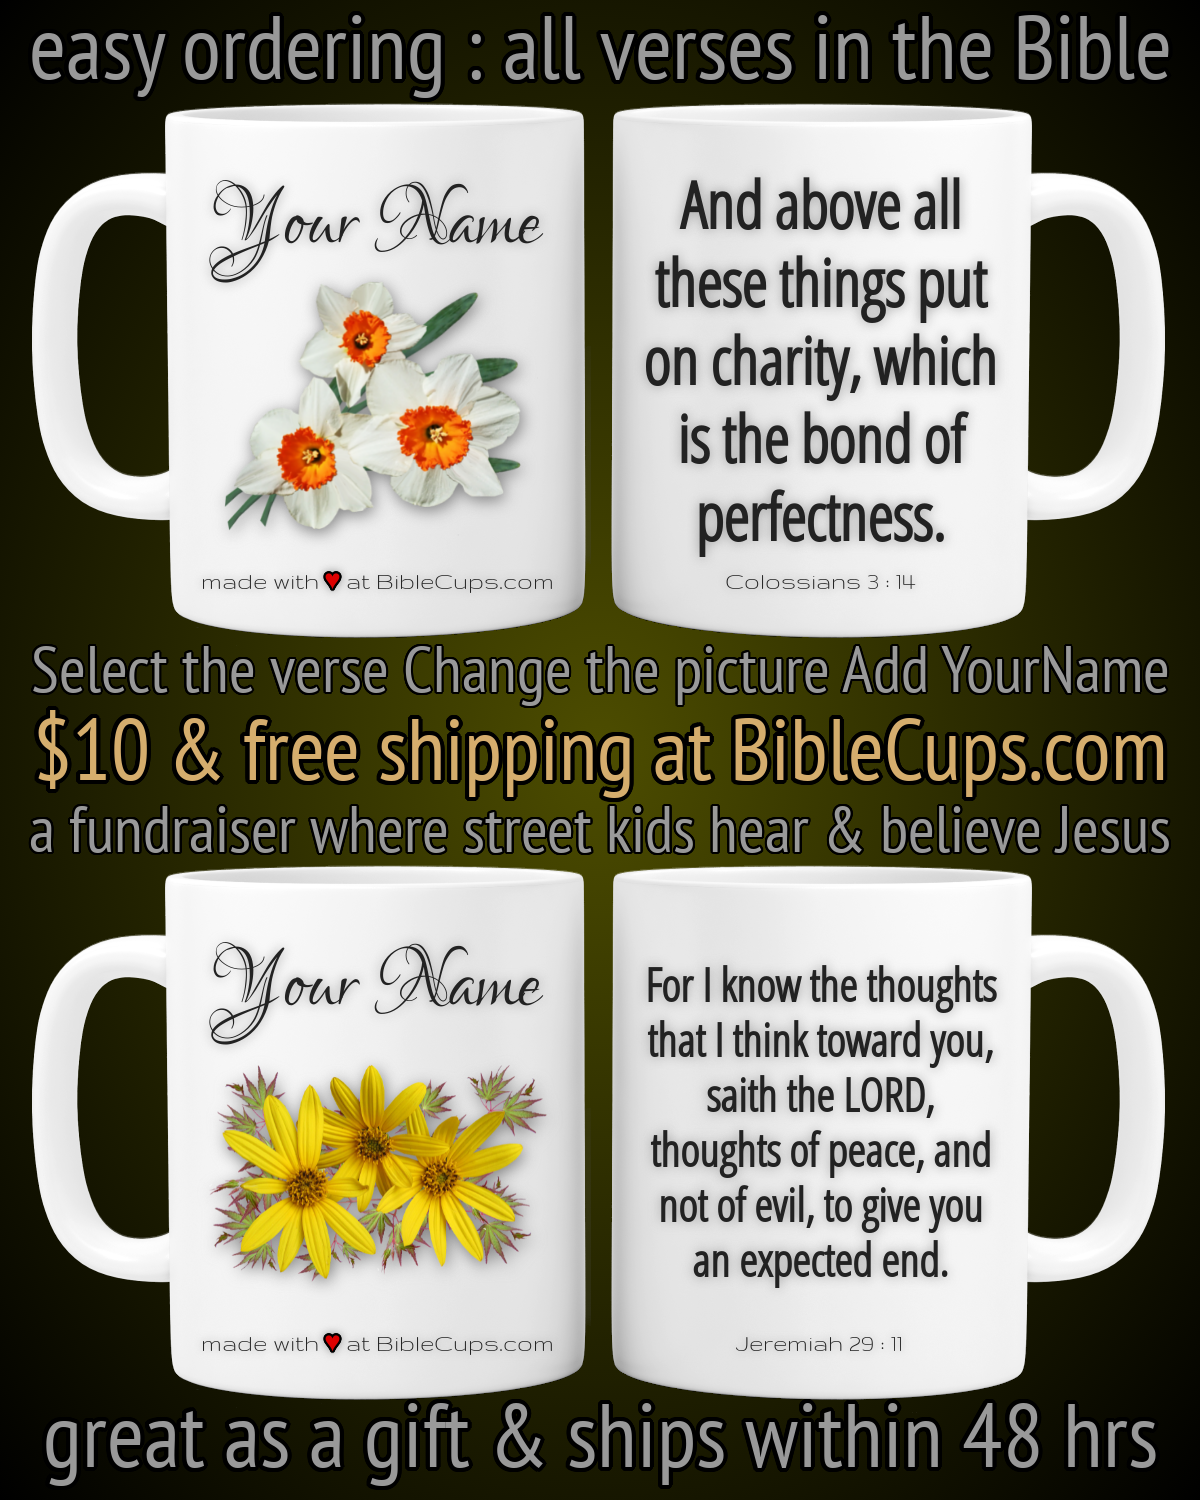 easy ordering : all verses in the Bible
Your Name
made with ♥ at BibleCups.com
And above all
these things put
on charity, which
is the bond of
perfectness.
Colossians 3 : 14
Select the verse Change the picture Add YourName
$10 & free shipping at BibleCups.com
a fundraiser where street kids hear & believe Jesus
Your Name
made with ♥ at BibleCups.com
For I know the thoughts
that I think toward you,
saith the LORD,
thoughts of peace, and
not of evil, to give you
an expected end.
Jeremiah 29 : 11
great as a gift & ships within 48 hrs